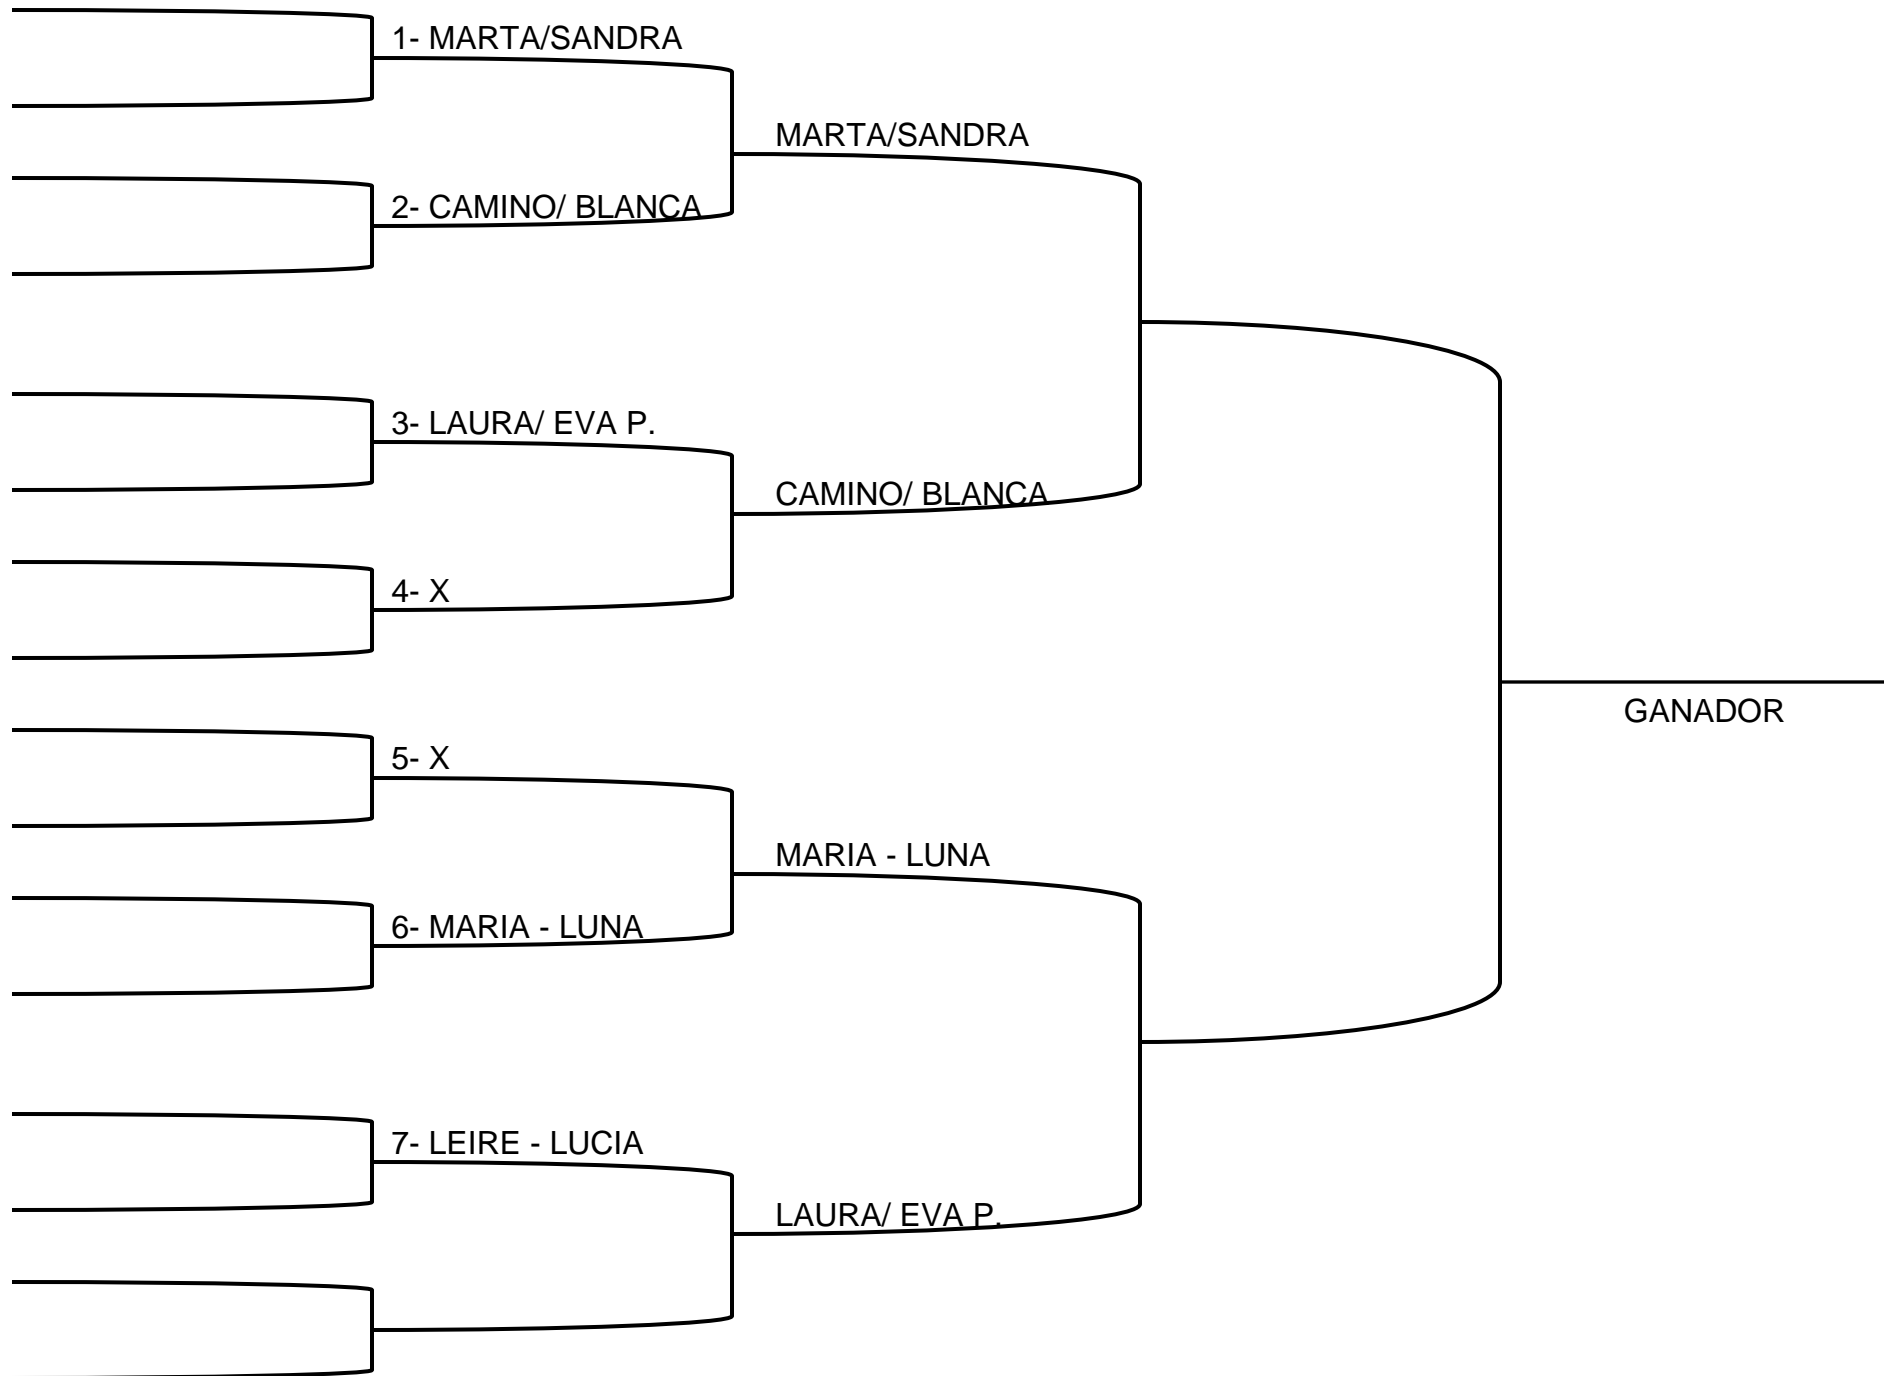 1- MARTA/SANDRA
MARTA/SANDRA
2- CAMINO/ BLANCA
3- LAURA/ EVA P.
CAMINO/ BLANCA
4- X
GANADOR
5- X
MARIA - LUNA
6- MARIA - LUNA
7- LEIRE - LUCIA
LAURA/ EVA P.